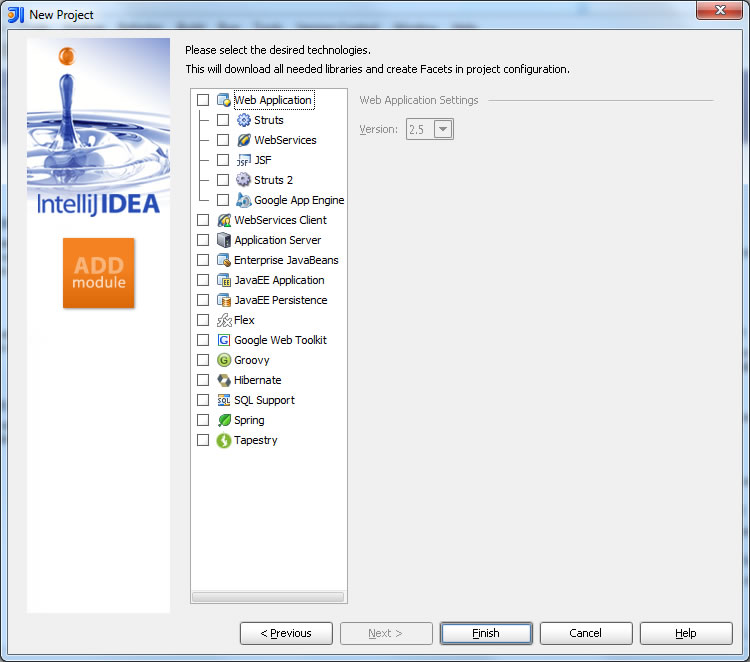 New Project
Please select the desired technologies.
This will download all needed libraries and create Facets in project configuration.
IntelliJIDEA
ADD
module
Web Application
Struts
WebServices
JSF
JSF
Struts 2
Google App Engine
WebServices Client
Application Server
Enterprise JavaBeans
JavaEE Application
JavaEE Persistence
Flex
G Google Web Toolkit
G Groovy
Hibernate
SQL SQL Support
Spring
Tapestry
Web Application Settings
Version: 2.5
< Previous
Next >
Finish
Cancel
Help